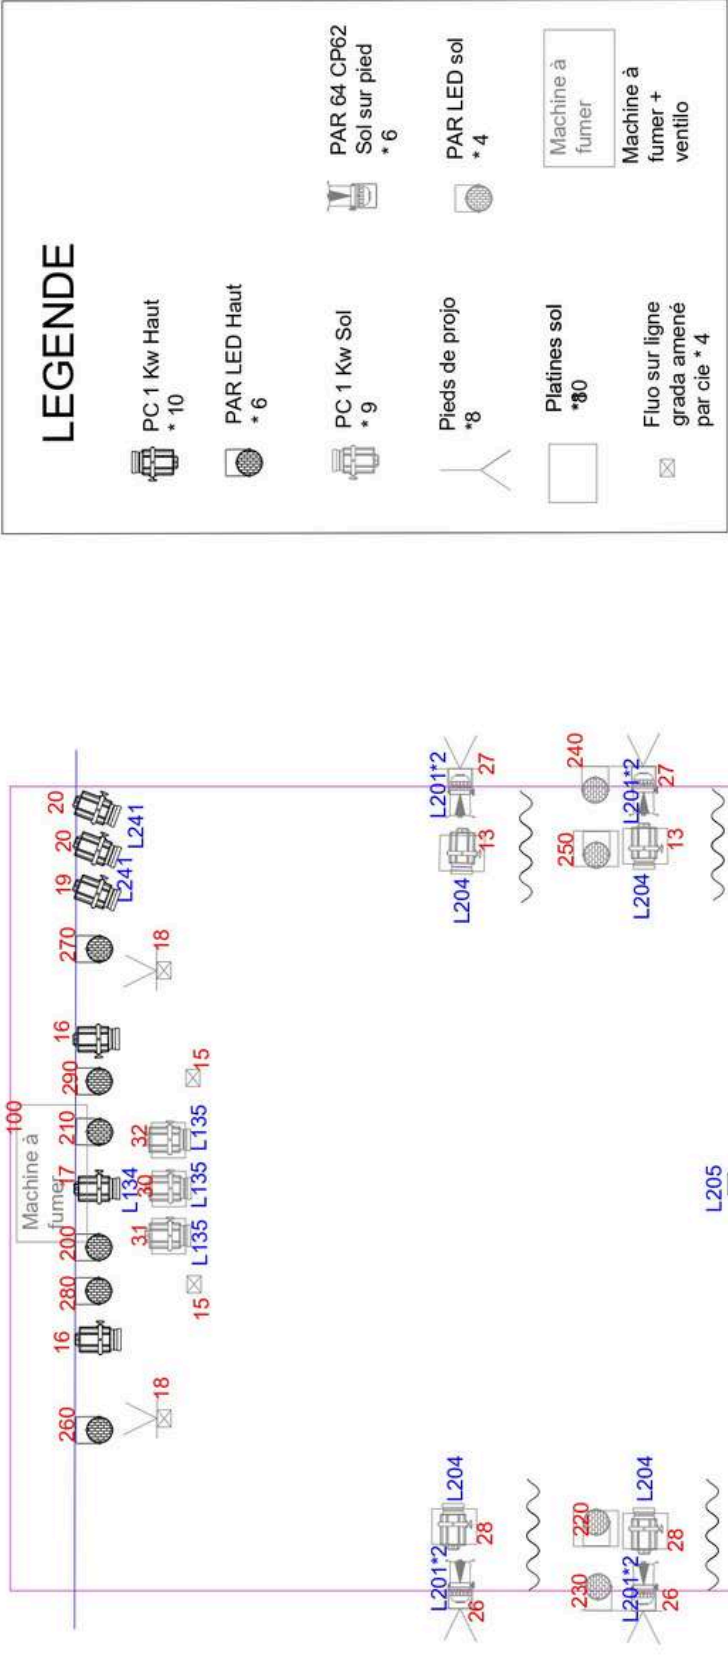 LEGENDE
PC 1 Kw Haut
* 10
PAR LED Haut
* 6
PC 1 Kw Sol
* 9
Pieds de projo
*8
Platines sol
Fluo sur ligne
grada amené
par cie * 4
PAR 64 CP62
Sol sur pied
* 6
PAR LED sol
* 4
Machine à
fumer
Machine à
fumer +
ventilo
100
Machine à
fumer
260
16
280
200
17
210
290
16
270
19
20
20
L134
L241
L241
18
15
31
30
32
15
18
L135
L135
L135
L201*2
26
28
L204
L204
13
L201*2
27
230
220
250
240
L201*2
26
28
L204
L204
13
L201*2
27
L205